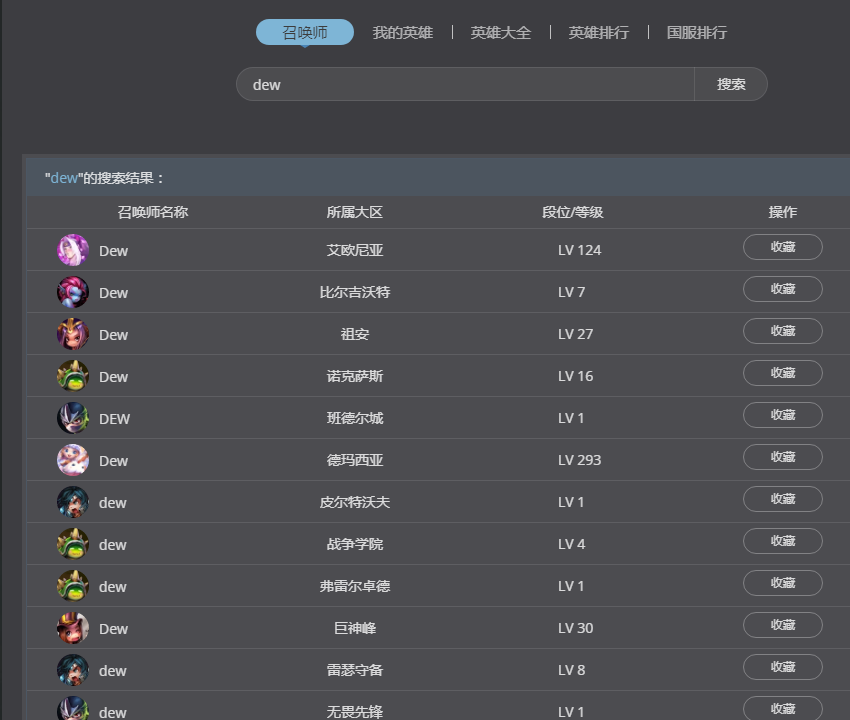 召唤师 我的英雄 英雄大全 英雄排行 国服排行
dew 搜索
"dew"的搜索结果：
召唤师名称 所属大区 段位/等级 操作
Dew 艾欧尼亚 LV 124 收藏
Dew 比尔吉沃特 LV 7 收藏
Dew 祖安 LV 27 收藏
Dew 诺克萨斯 LV 16 收藏
DEW 班德尔城 LV 1 收藏
Dew 德玛西亚 LV 293 收藏
dew 皮尔特沃夫 LV 1 收藏
dew 战争学院 LV 4 收藏
dew 弗雷尔卓德 LV 1 收藏
Dew 巨神峰 LV 30 收藏
dew 雷瑟守备 LV 8 收藏
dew 无畏先锋 LV 1 收藏